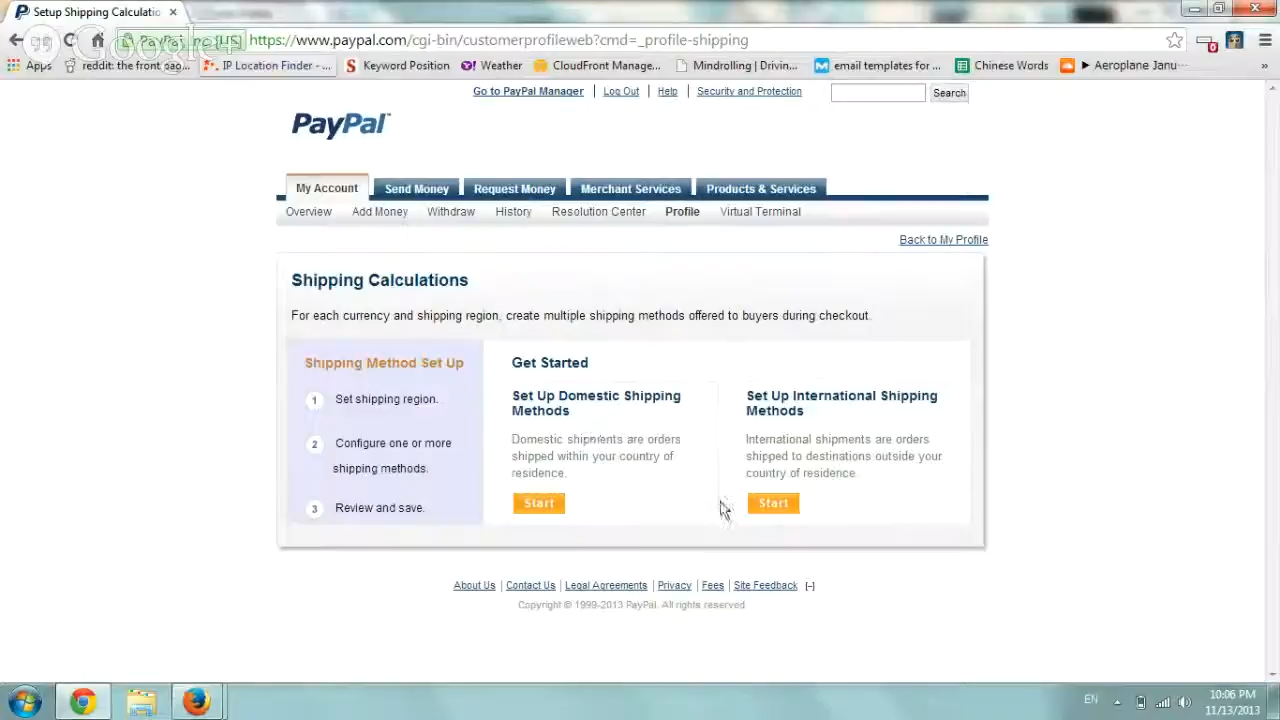 Setup Shipping Calculatio
Google+
PayPal, [US] https://www.paypal.com/cgi-bin/customerprofileweb?cmd=_profile-shipping
Apps reddit: the front pag... IP Location Finder - ... Keyword Position Weather CloudFront Manage... Mindrolling | Drivin... email templates for ... Chinese Words ► Aeroplane Janu... »
Go to PayPal Manager | Log Out | Help | Security and Protection Search
PayPal™
My Account Send Money Request Money Merchant Services Products & Services
Overview Add Money Withdraw History Resolution Center Profile Virtual Terminal
Back to My Profile
Shipping Calculations
For each currency and shipping region, create multiple shipping methods offered to buyers during checkout.
Shipping Method Set Up
1 Set shipping region.
2 Configure one or more
shipping methods.
3 Review and save.
Get Started
Set Up Domestic Shipping
Methods
Domestic shipments are orders
shipped within your country of
residence.
Start
Set Up International Shipping
Methods
International shipments are orders
shipped to destinations outside your
country of residence.
Start
About Us | Contact Us | Legal Agreements | Privacy | Fees | Site Feedback [-]
Copyright © 1999-2013 PayPal. All rights reserved.
EN 10:06 PM
11/13/2013